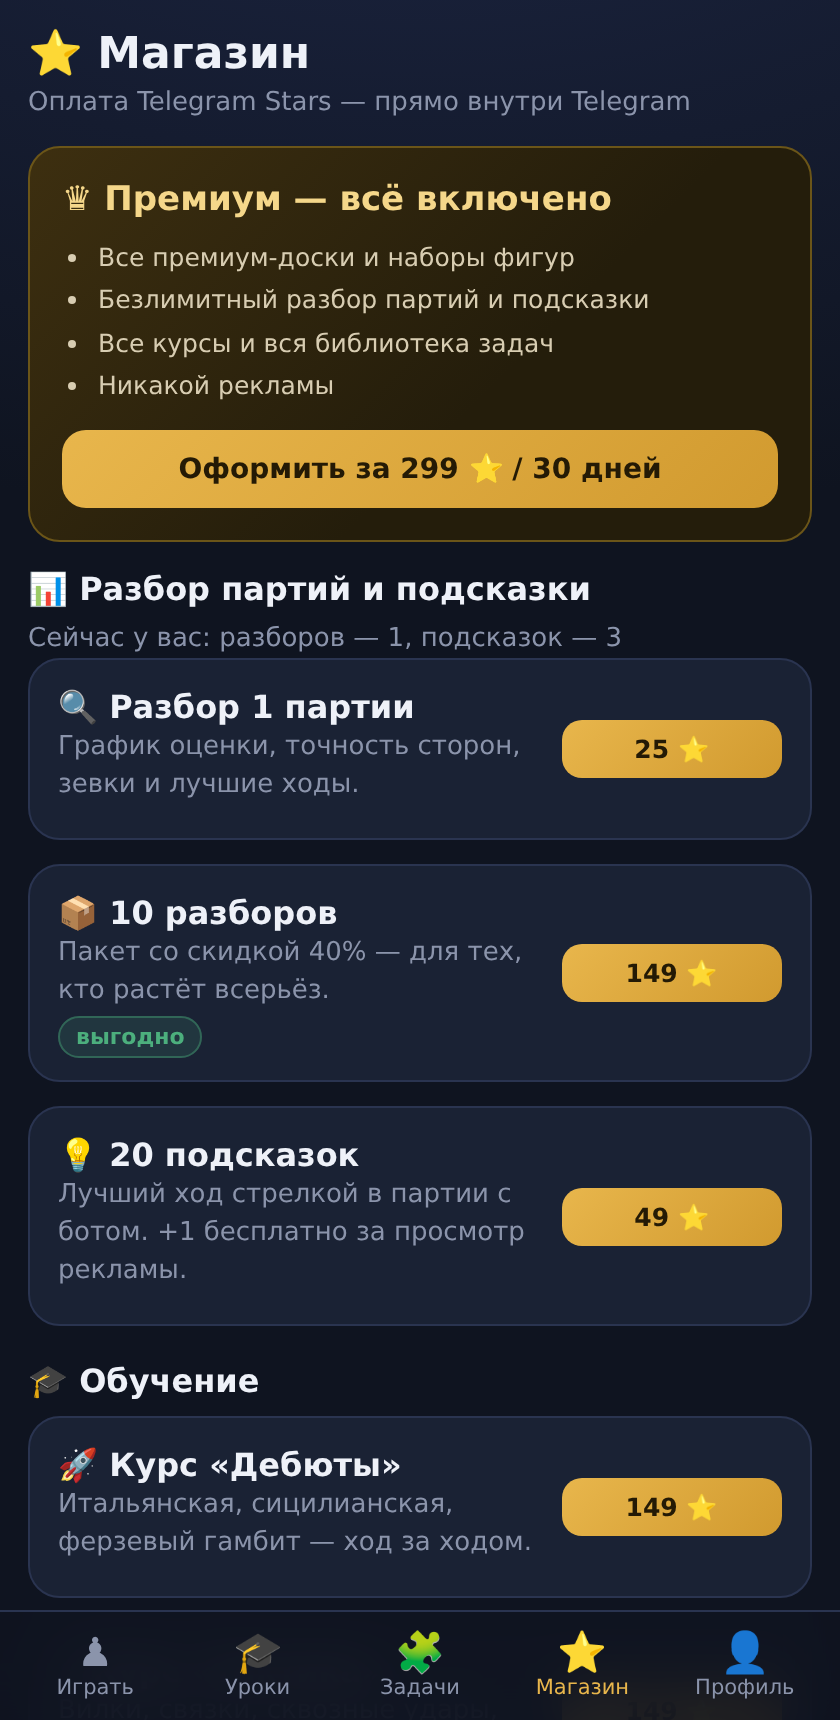 ⭐ Магазин
Оплата Telegram Stars — прямо внутри Telegram
♛ Премиум — всё включено
• Все премиум-доски и наборы фигур
• Безлимитный разбор партий и подсказки
• Все курсы и вся библиотека задач
• Никакой рекламы
Оформить за 299 ⭐ / 30 дней
📊 Разбор партий и подсказки
Сейчас у вас: разборов — 1, подсказок — 3
🔍 Разбор 1 партии
График оценки, точность сторон,
зевки и лучшие ходы.
25 ⭐
📦 10 разборов
Пакет со скидкой 40% — для тех,
кто растёт всерьёз.
выгодно
149 ⭐
💡 20 подсказок
Лучший ход стрелкой в партии с
ботом. +1 бесплатно за просмотр
рекламы.
49 ⭐
🎓 Обучение
🚀 Курс «Дебюты»
Итальянская, сицилианская,
ферзевый гамбит — ход за ходом.
149 ⭐
Играть
Уроки
Задачи
Магазин
Профиль